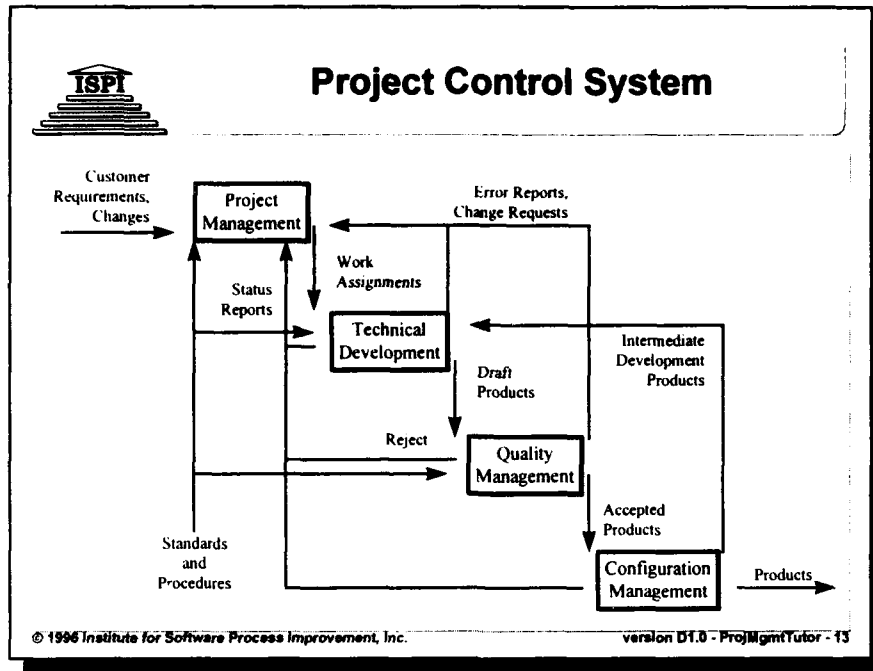 ISPI
Project Control System
Customer
Requirements,
Changes
Project
Management
Error Reports,
Change Requests
Work
Assignments
Status
Reports
Technical
Development
Intermediate
Development
Products
Draft
Products
Reject
Quality
Management
Accepted
Products
Standards
and
Procedures
Configuration
Management
Products
© 1996 Institute for Software Process Improvement, Inc.
version D1.0 - ProjMgmtTutor - 13